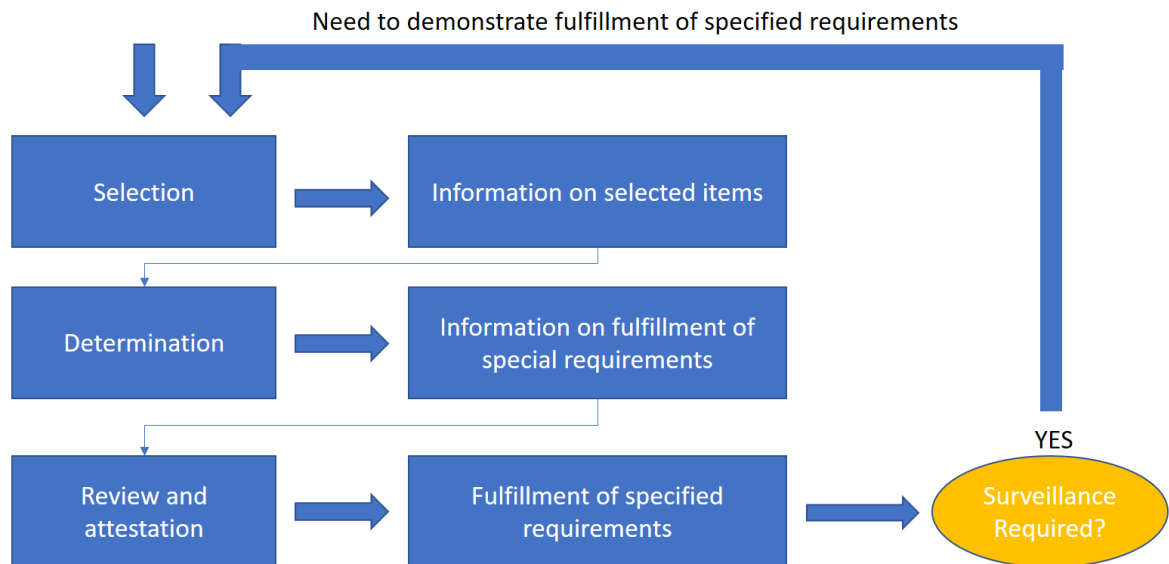 Need to demonstrate fulfillment of specified requirements
Selection
Information on selected items
Determination
Information on fulfillment of
special requirements
YES
Review and
attestation
Fulfillment of specified
requirements
Surveillance
Required?